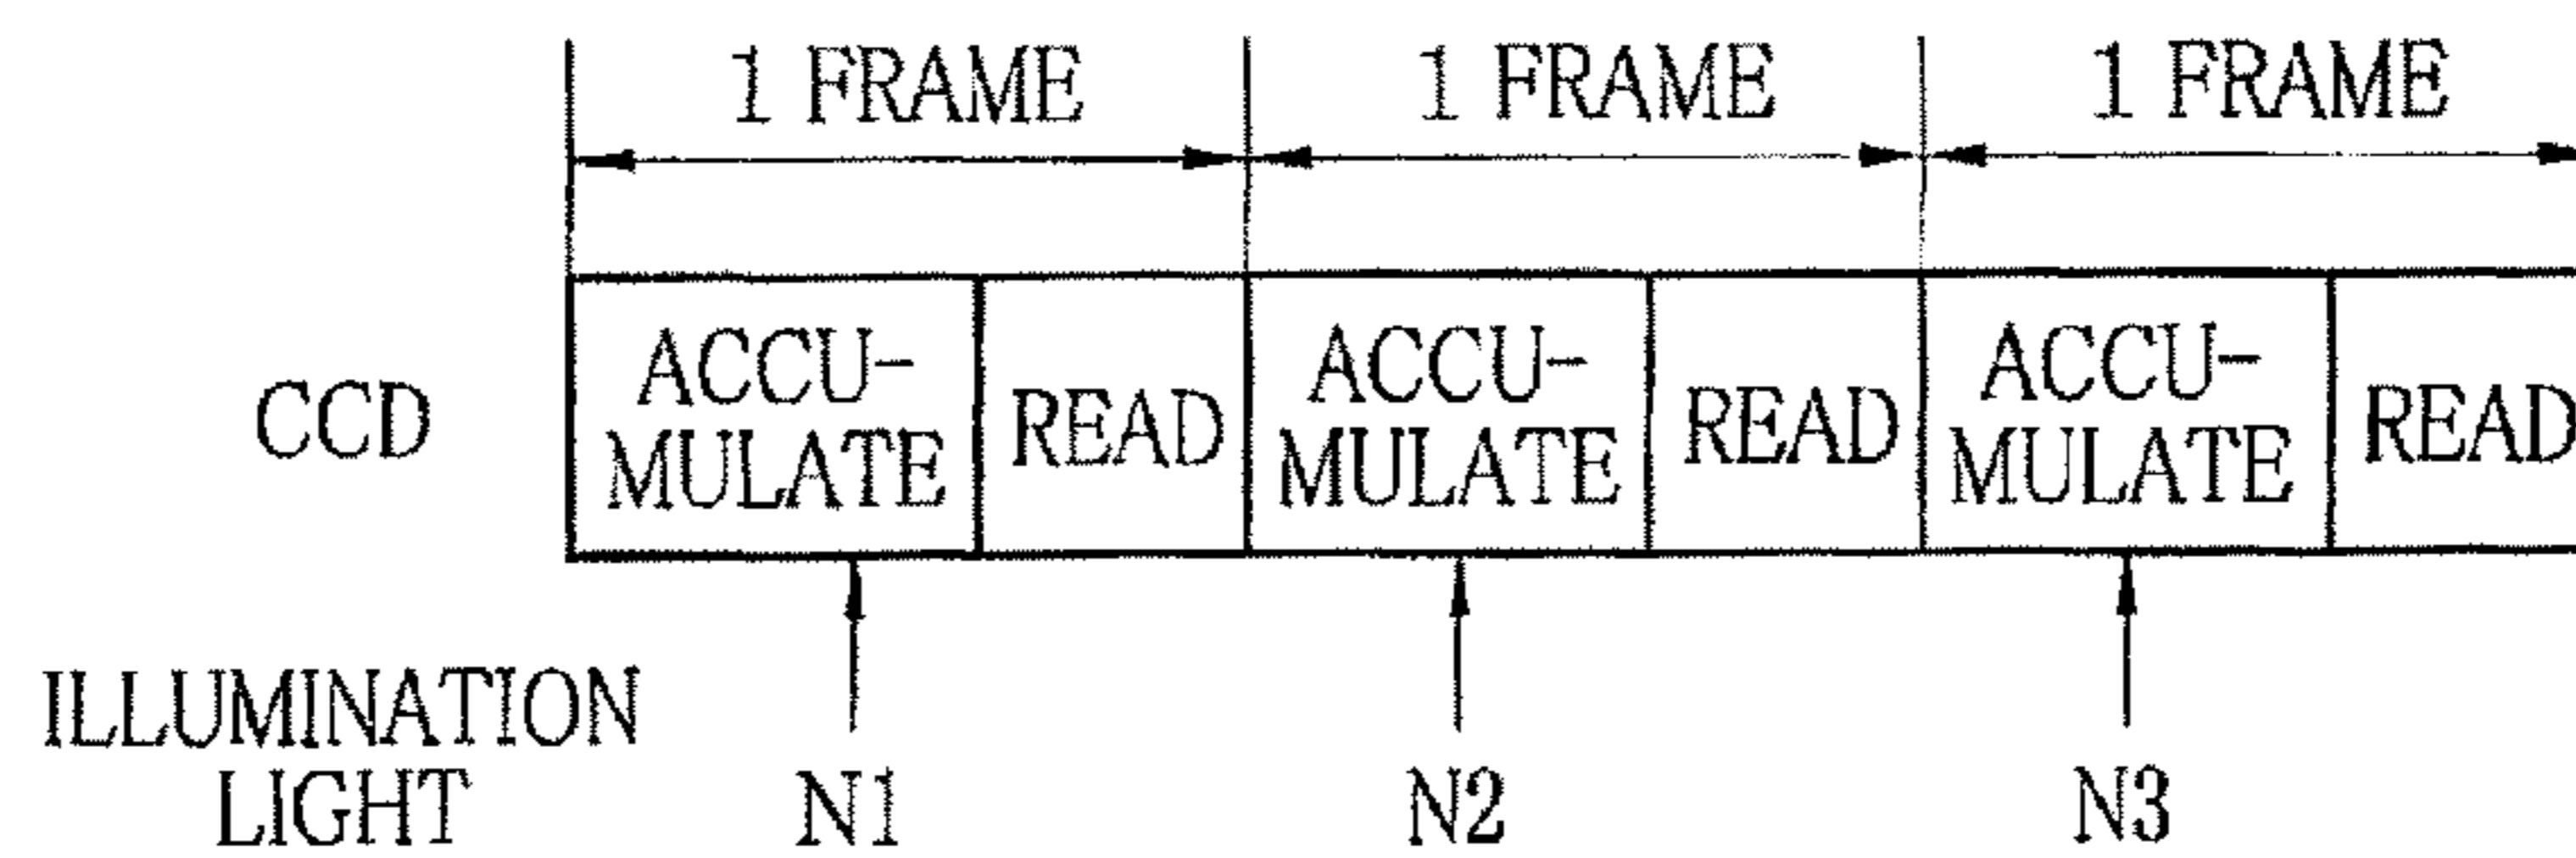 1 FRAME 1 FRAME 1 FRAME
CCD
ACCU-
MULATE
READ
ACCU-
MULATE
READ
ACCU-
MULATE
READ
ILLUMINATION
LIGHT
N1 N2 N3